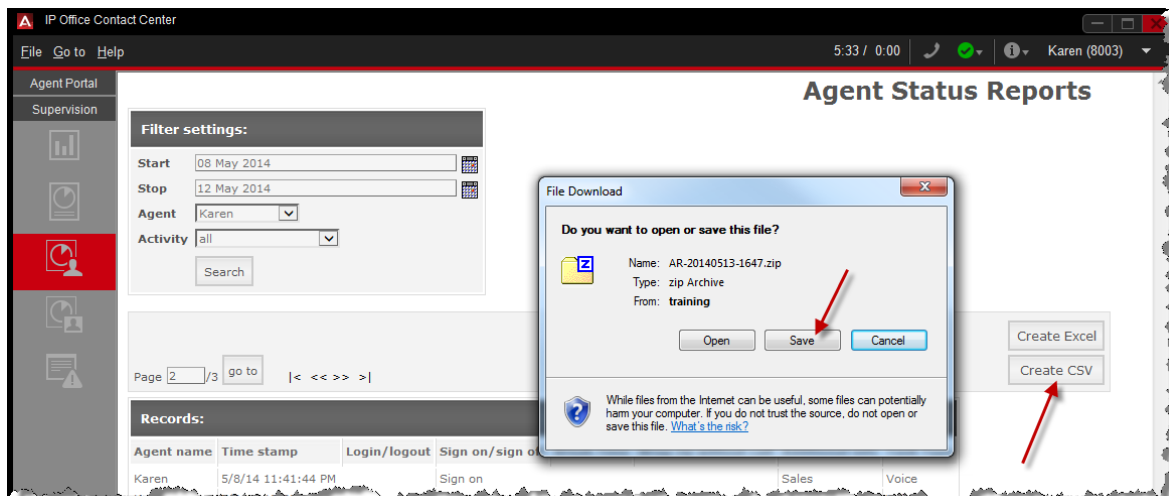 IP Office Contact Center
File Go to Help
5:33 / 0:00
Karen (8003)
Agent Portal
Supervision
Agent Status Reports
Filter settings:
Start 08 May 2014
Stop 12 May 2014
Agent Karen
Activity all
Search
File Download
Do you want to open or save this file?
Name: AR-20140513-1647.zip
Type: zip Archive
From: training
Open Save Cancel
While files from the Internet can be useful, some files can potentially
harm your computer. If you do not trust the source, do not open or
save this file. What's the risk?
Create Excel
Create CSV
Page 2 /3 go to |< << >> >|
Records:
Agent name Time stamp Login/logout Sign on/sign of
Karen 5/8/14 11:41:44 PM Sign on Sales Voice